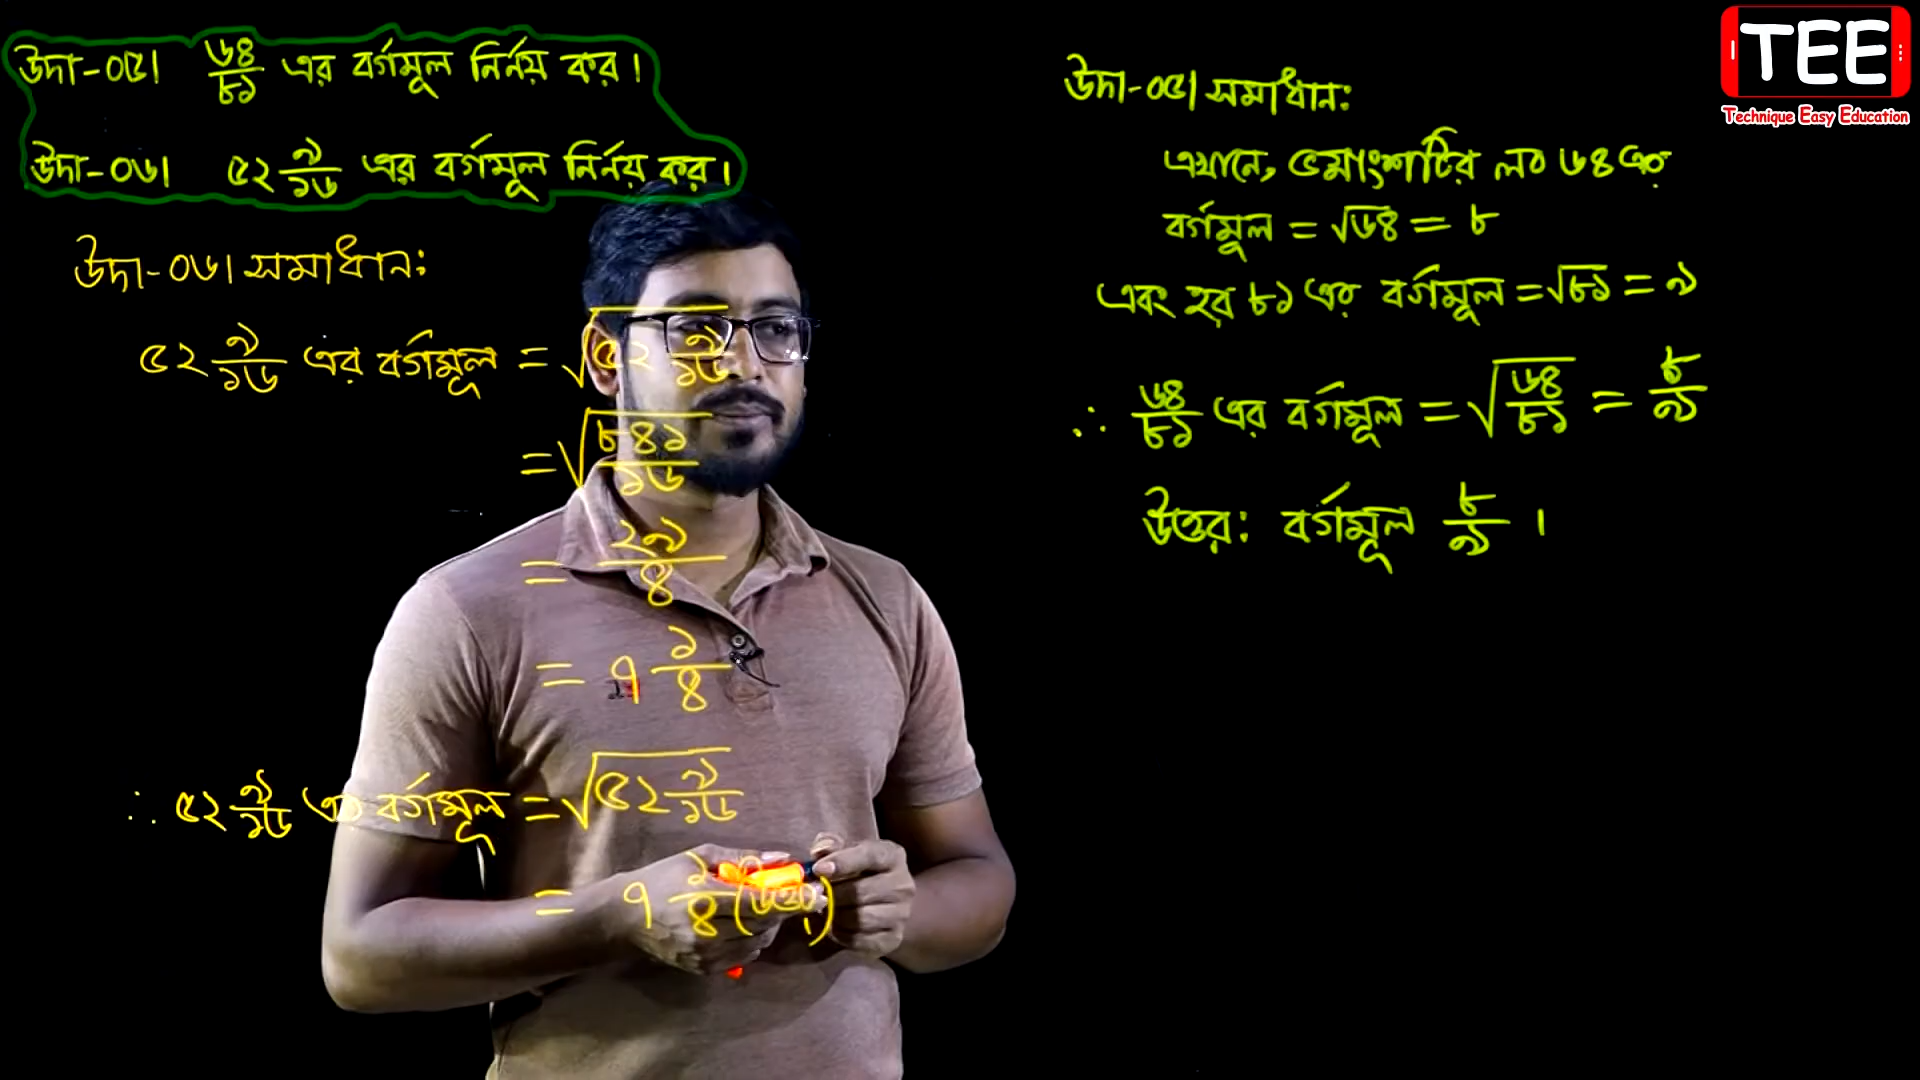 উদা-০৫। ৬৪/৮১ এর বর্গমূল নির্নয় কর।
উদা-০৬। ৫২ ৯/১৬ এর বর্গমূল নির্নয় কর।
উদা-০৬। সমাধান:
৫২ ৯/১৬ এর বর্গমূল = √৫২ ৯/১৬
= √৮৪১/১৬
= ২৯/৪
= ৭ ১/৪
∴ ৫২ ৯/১৬ এর বর্গমূল = √৫২ ৯/১৬
= ৭ ১/৪ (উত্তর)
উদা-০৫। সমাধান:
এখানে, ভগ্নাংশটির লব ৬৪ এর
বর্গমূল = √৬৪ = ৮
এবং হর ৮১ এর বর্গমূল = √৮১ = ৯
∴ ৬৪/৮১ এর বর্গমূল = √৬৪/৮১ = ৮/৯
উত্তর: বর্গমূল ৮/৯ ।
TEE
Technique Easy Education